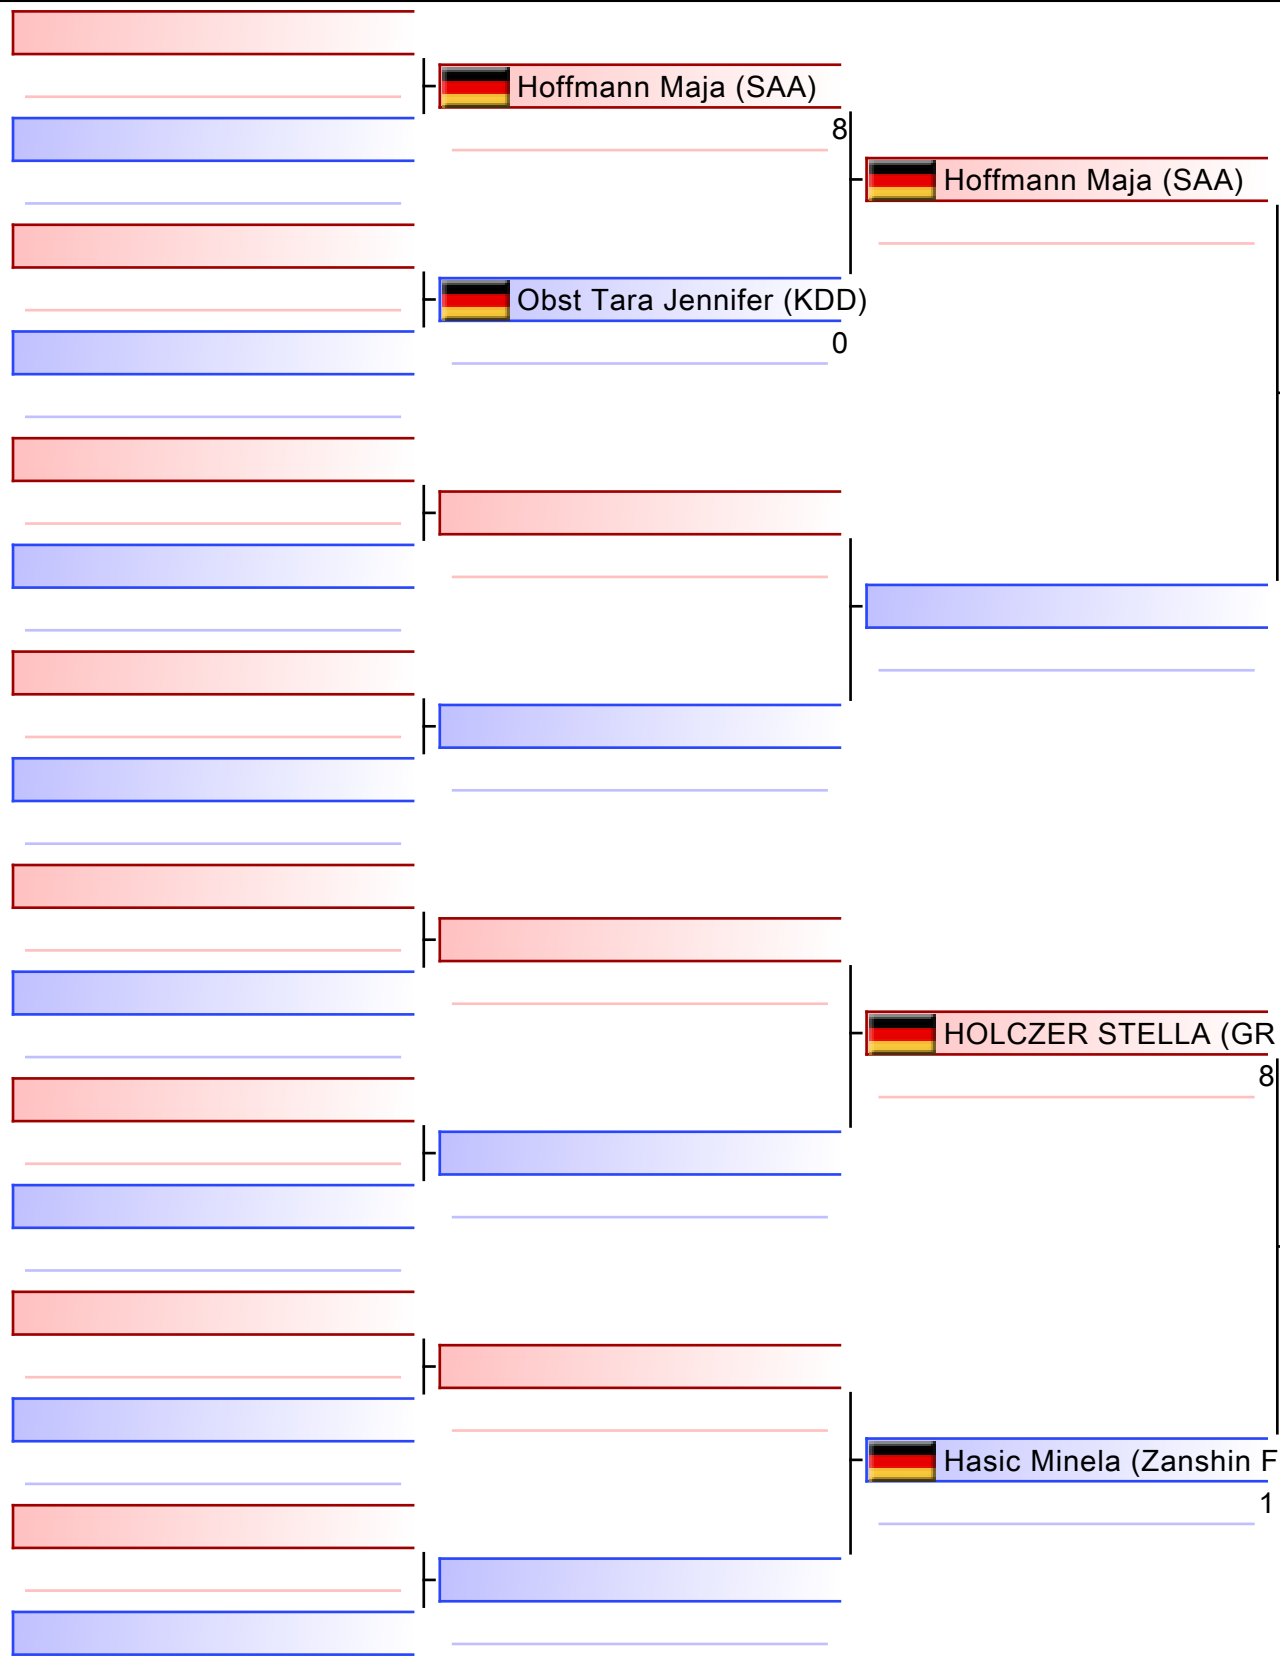 Hoffmann Maja (SAA)
8
Hoffmann Maja (SAA)
Obst Tara Jennifer (KDD)
0
HOLCZER STELLA (GR
8
Hasic Minela (Zanshin F
1